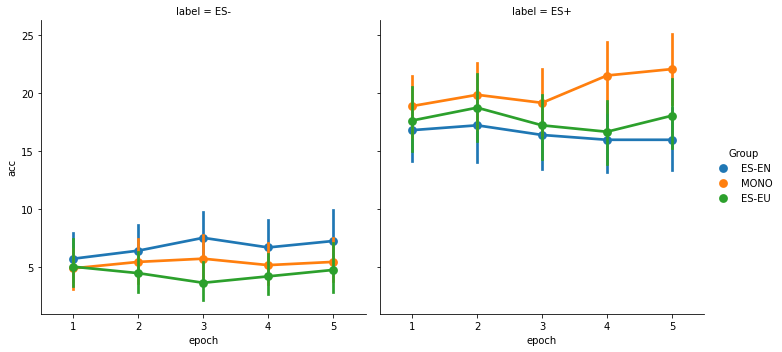 label = ES-
label = ES+
25
20
15
10
5
acc
1 2 3 4 5
epoch
1 2 3 4 5
epoch
Group
ES-EN
MONO
ES-EU